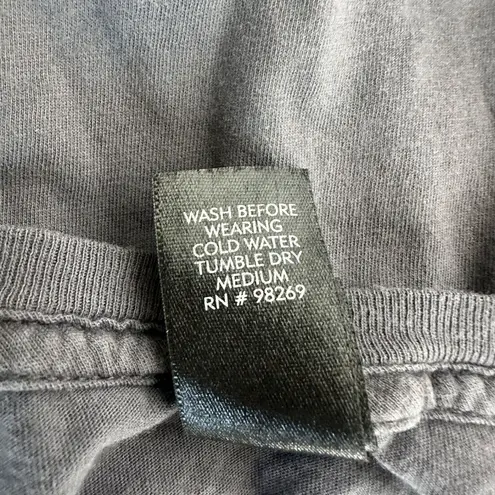 WASH BEFORE
WEARING
COLD WATER
TUMBLE DRY
MEDIUM
RN # 98269